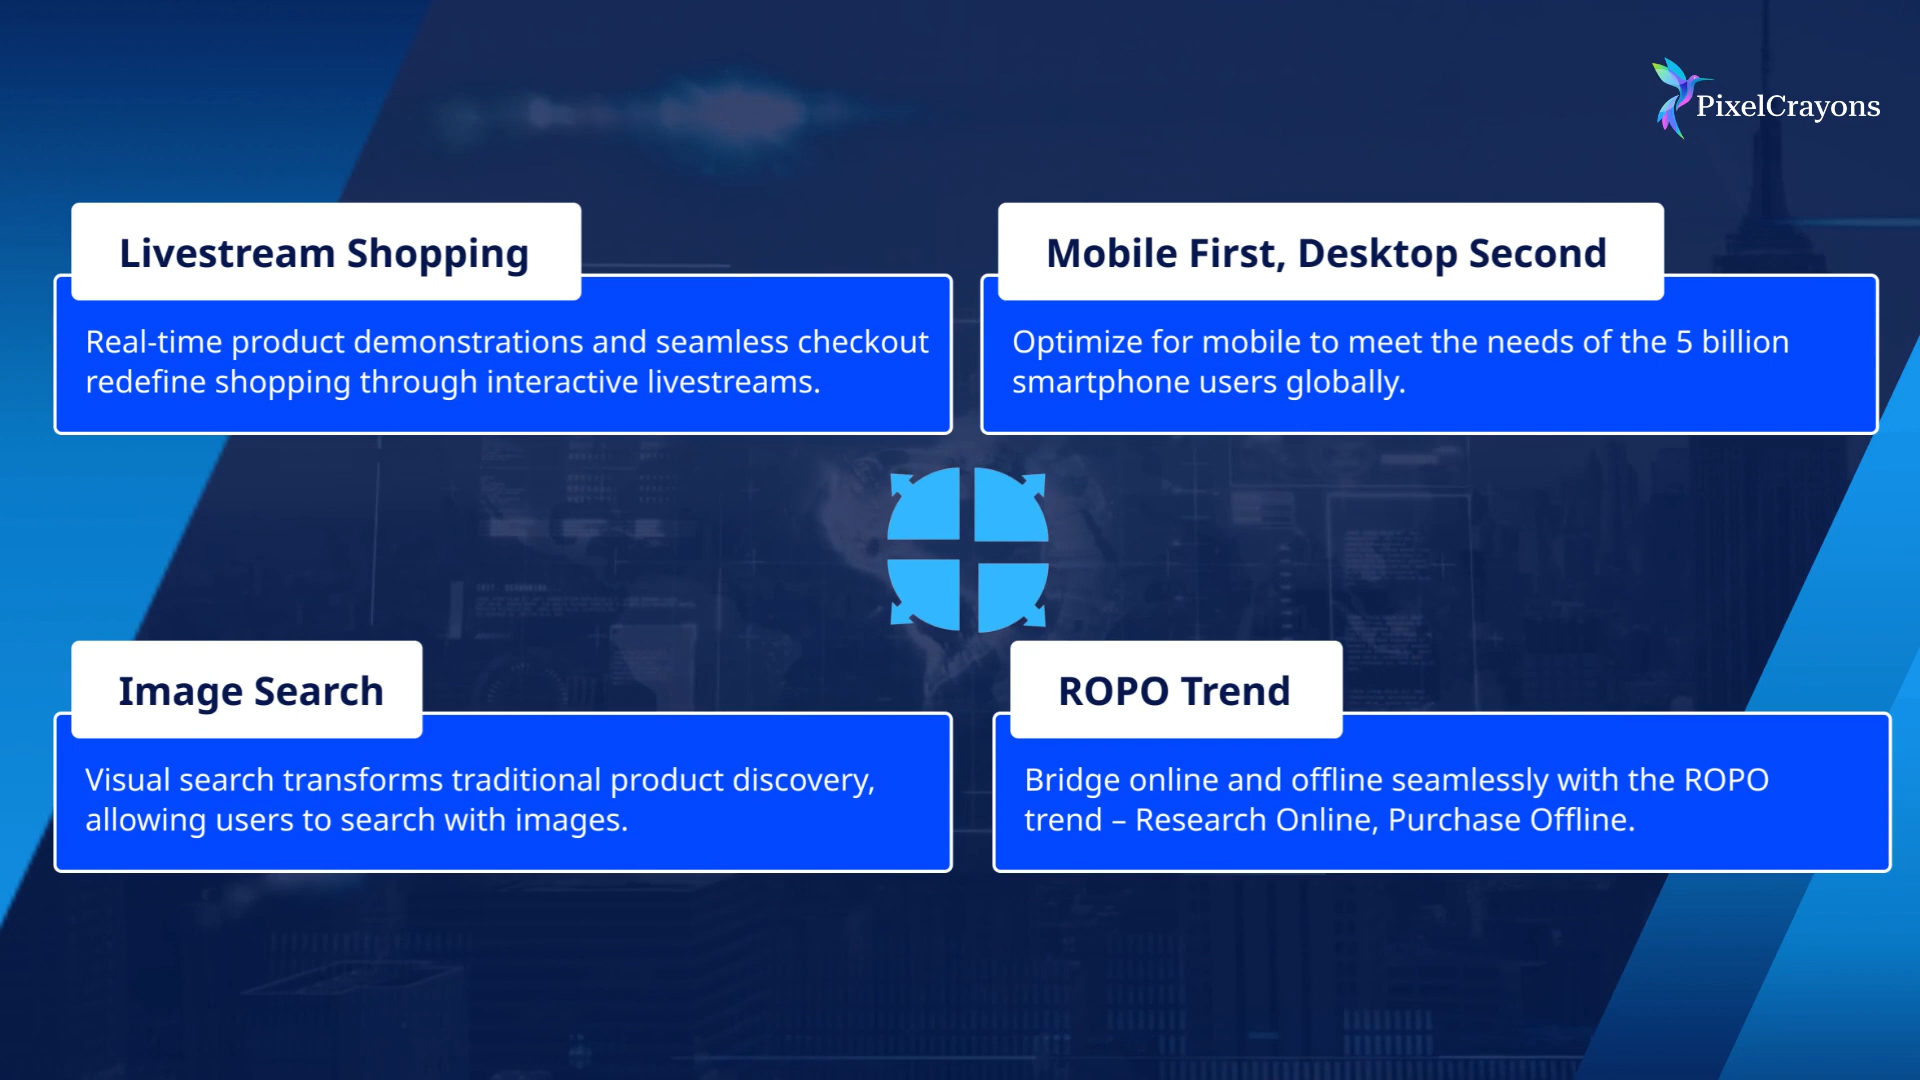 PixelCrayons
Livestream Shopping
Real-time product demonstrations and seamless checkout
redefine shopping through interactive livestreams.
Mobile First, Desktop Second
Optimize for mobile to meet the needs of the 5 billion
smartphone users globally.
Image Search
Visual search transforms traditional product discovery,
allowing users to search with images.
ROPO Trend
Bridge online and offline seamlessly with the ROPO
trend – Research Online, Purchase Offline.